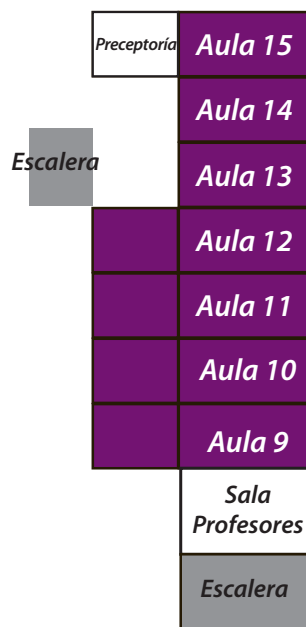 Preceptoría
Aula 15
Aula 14
Escalera
Aula 13
Aula 12
Aula 11
Aula 10
Aula 9
Sala
Profesores
Escalera